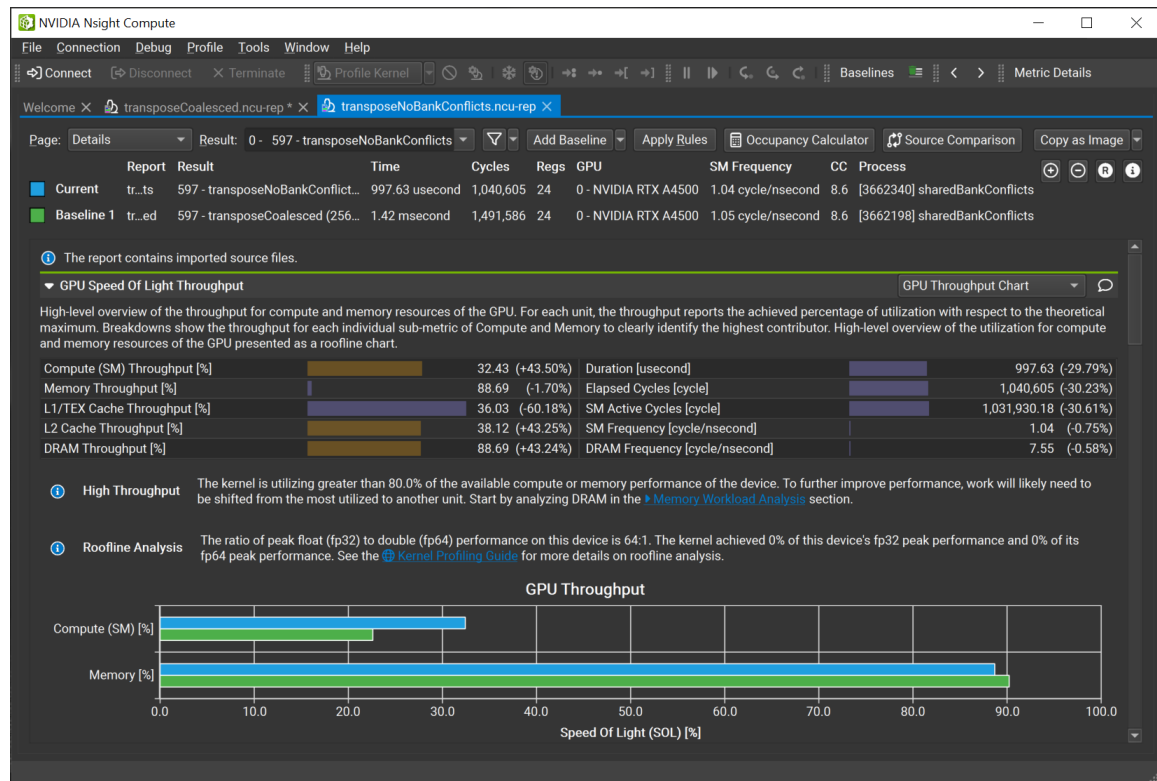 NVIDIA Nsight Compute
File Connection Debug Profile Tools Window Help
Connect Disconnect Terminate Profile Kernel Baselines Metric Details
Welcome transposeCoalesced.ncu-rep * transposeNoBankConflicts.ncu-rep
Page: Details Result: 0 - 597 - transposeNoBankConflicts Add Baseline Apply Rules Occupancy Calculator Source Comparison Copy as Image
Report Result Time Cycles Regs GPU SM Frequency CC Process
Current tr...ts 597 - transposeNoBankConflict... 997.63 usecond 1,040,605 24 0 - NVIDIA RTX A4500 1.04 cycle/nsecond 8.6 [3662340] sharedBankConflicts
Baseline 1 tr...ed 597 - transposeCoalesced (256... 1.42 msecond 1,491,586 24 0 - NVIDIA RTX A4500 1.05 cycle/nsecond 8.6 [3662198] sharedBankConflicts
The report contains imported source files.
GPU Speed Of Light Throughput GPU Throughput Chart
High-level overview of the throughput for compute and memory resources of the GPU. For each unit, the throughput reports the achieved percentage of utilization with respect to the theoretical
maximum. Breakdowns show the throughput for each individual sub-metric of Compute and Memory to clearly identify the highest contributor. High-level overview of the utilization for compute
and memory resources of the GPU presented as a roofline chart.
Compute (SM) Throughput [%] 32.43 (+43.50%) Duration [usecond] 997.63 (-29.79%)
Memory Throughput [%] 88.69 (-1.70%) Elapsed Cycles [cycle] 1,040,605 (-30.23%)
L1/TEX Cache Throughput [%] 36.03 (-60.18%) SM Active Cycles [cycle] 1,031,930.18 (-30.61%)
L2 Cache Throughput [%] 38.12 (+43.25%) SM Frequency [cycle/nsecond] 1.04 (-0.75%)
DRAM Throughput [%] 88.69 (+43.24%) DRAM Frequency [cycle/nsecond] 7.55 (-0.58%)
High Throughput The kernel is utilizing greater than 80.0% of the available compute or memory performance of the device. To further improve performance, work will likely need to
be shifted from the most utilized to another unit. Start by analyzing DRAM in the Memory Workload Analysis section.
Roofline Analysis The ratio of peak float (fp32) to double (fp64) performance on this device is 64:1. The kernel achieved 0% of this device's fp32 peak performance and 0% of its
fp64 peak performance. See the Kernel Profiling Guide for more details on roofline analysis.
GPU Throughput
Compute (SM) [%]
Memory [%]
0.0 10.0 20.0 30.0 40.0 50.0 60.0 70.0 80.0 90.0 100.0
Speed Of Light (SOL) [%]